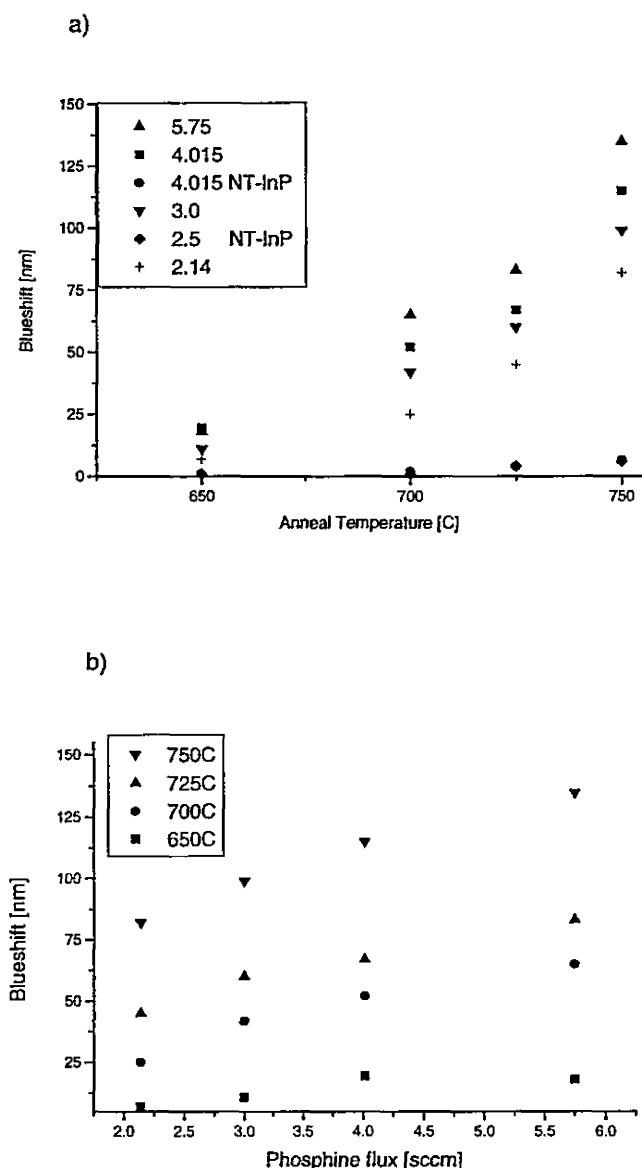 a)
150
125
100
75
50
25
0
Blueshift [nm]
5.75
4.015
4.015 NT-InP
3.0
2.5 NT-InP
2.14
650
700
750
Anneal Temperature [C]
b)
150
125
100
75
50
25
Blueshift [nm]
750C
725C
700C
650C
2.0
2.5
3.0
3.5
4.0
4.5
5.0
5.5
6.0
Phosphine flux [sccm]